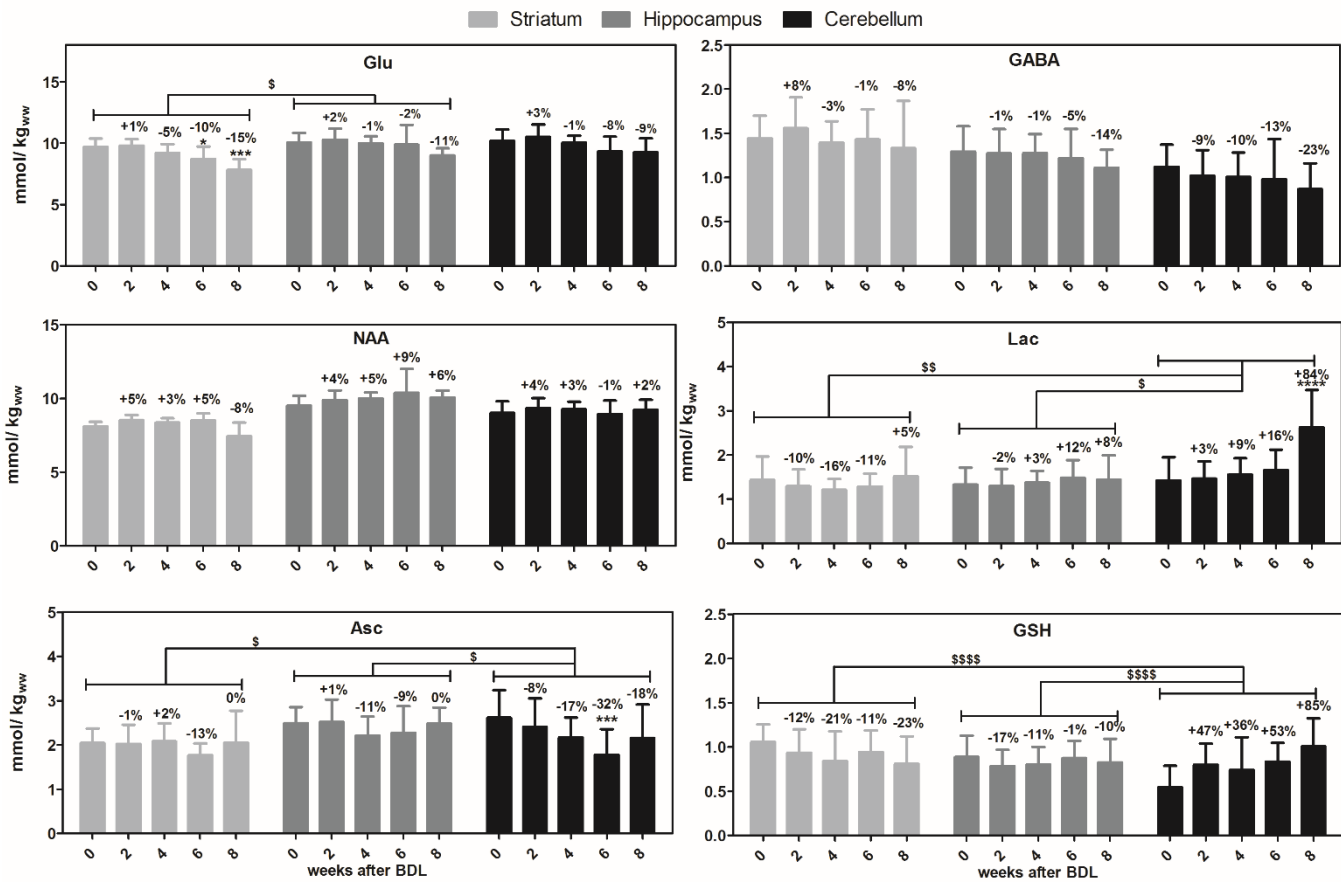 Striatum Hippocampus Cerebellum
Glu
mmol/ kgww
15
10
5
0
$
+1% -5% -10% -15%
* ***
+2% -1% -2% -11%
+3% -1% -8% -9%
0 2 4 6 8 0 2 4 6 8 0 2 4 6 8
GABA
2.5
2.0
1.5
1.0
0.5
0.0
+8% -3% -1% -8%
-1% -1% -5% -14%
-9% -10% -13% -23%
0 2 4 6 8 0 2 4 6 8 0 2 4 6 8
NAA
mmol/ kgww
15
10
5
0
+5% +3% +5% -8%
+4% +5% +9% +6%
+4% +3% -1% +2%
0 2 4 6 8 0 2 4 6 8 0 2 4 6 8
Lac
5
4
3
2
1
0
$$
$
-10% -16% -11% +5%
-2% +3% +12% +8%
+3% +9% +16% +84%
****
0 2 4 6 8 0 2 4 6 8 0 2 4 6 8
Asc
mmol/ kgww
5
4
3
2
1
0
$
$
-1% +2% -13% 0%
+1% -11% -9% 0%
-8% -17% -32% -18%
***
0 2 4 6 8 0 2 4 6 8 0 2 4 6 8
weeks after BDL
GSH
2.5
2.0
1.5
1.0
0.5
0.0
$$$$
$$$$
-12% -21% -11% -23%
-17% -11% -1% -10%
+47% +36% +53% +85%
0 2 4 6 8 0 2 4 6 8 0 2 4 6 8
weeks after BDL